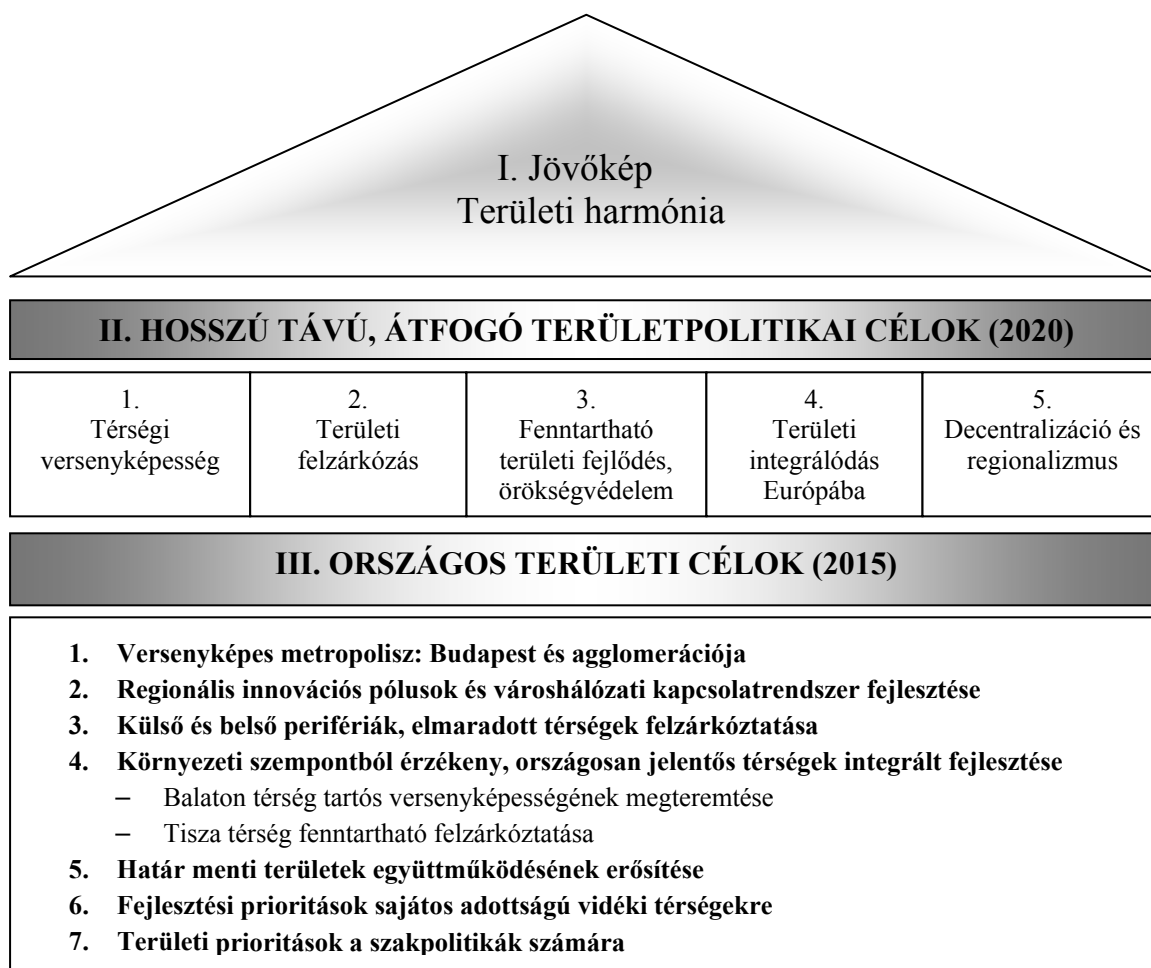 I. Jövőkép
Területi harmónia
II. HOSSZÚ TÁVÚ, ÁTFOGÓ TERÜLETPOLITIKAI CÉLOK (2020)
1.
Térségi
versenyképesség
2.
Területi
felzárkózás
3.
Fenntartható
területi fejlődés,
örökségvédelem
4.
Területi
integrálódás
Európába
5.
Decentralizáció és
regionalizmus
III. ORSZÁGOS TERÜLETI CÉLOK (2015)
1. Versenyképes metropolisz: Budapest és agglomerációja
2. Regionális innovációs pólusok és városhálózati kapcsolatrendszer fejlesztése
3. Külső és belső perifériák, elmaradott térségek felzárkóztatása
4. Környezeti szempontból érzékeny, országosan jelentős térségek integrált fejlesztése
– Balaton térség tartós versenyképességének megteremtése
– Tisza térség fenntartható felzárkóztatása
5. Határ menti területek együttműködésének erősítése
6. Fejlesztési prioritások sajátos adottságú vidéki térségekre
7. Területi prioritások a szakpolitikák számára